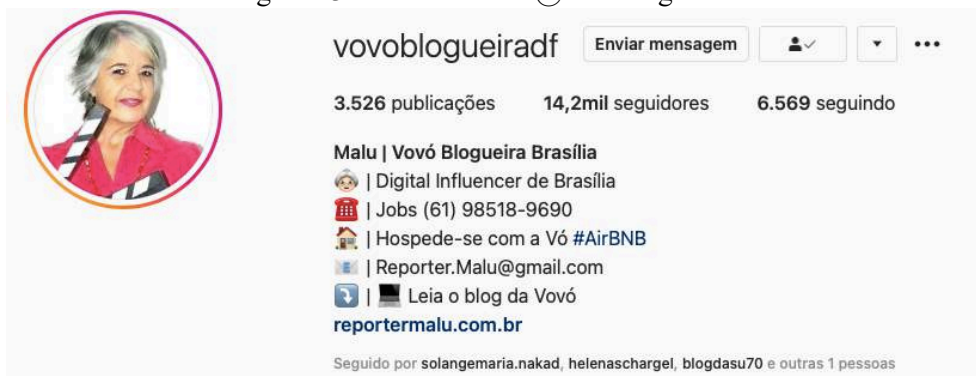 vovoblogueiradf Enviar mensagem
3.526 publicações 14,2mil seguidores 6.569 seguindo
Malu | Vovó Blogueira Brasília
| Digital Influencer de Brasília
| Jobs (61) 98518-9690
| Hospede-se com a Vó #AirBNB
| Reporter.Malu@gmail.com
| Leia o blog da Vovó
reportermalu.com.br
Seguido por solangemaria.nakad, helenaschargel, blogdasu70 e outras 1 pessoas